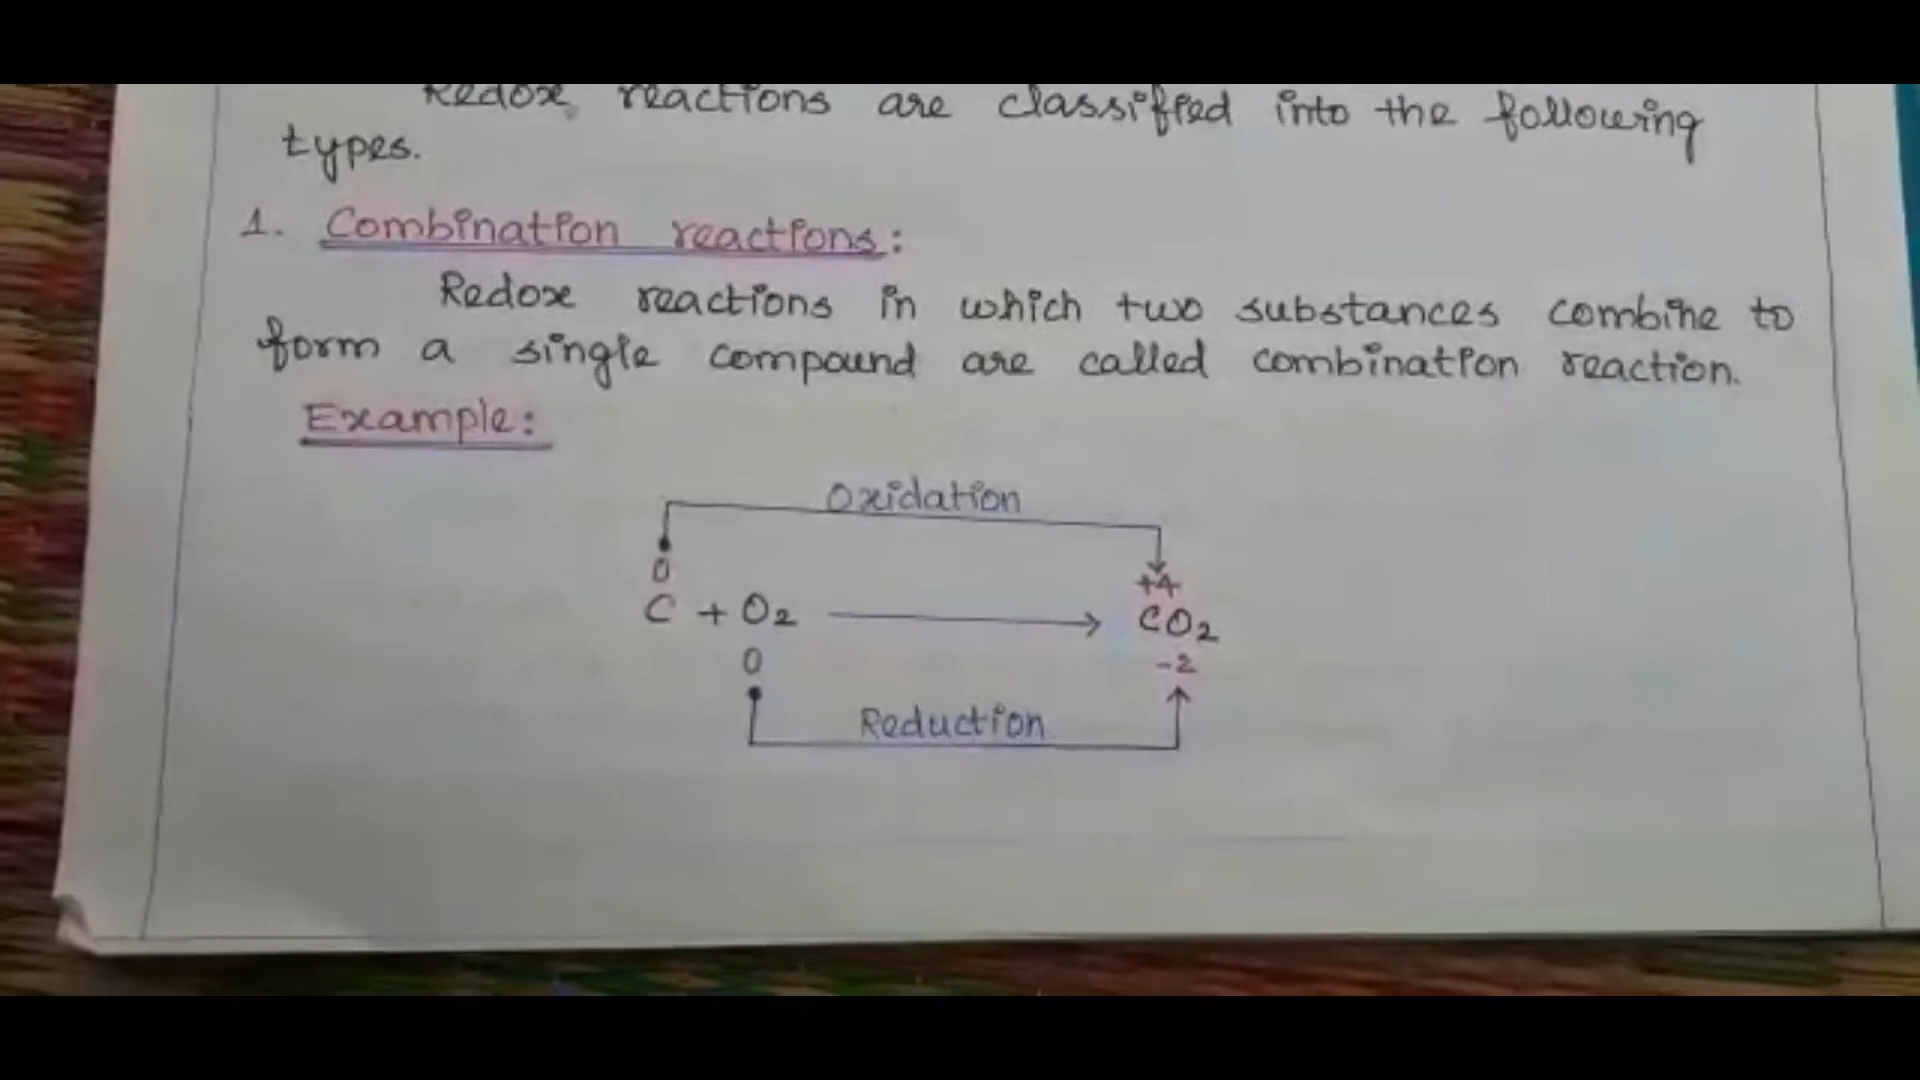 Redox reactions are classified into the following
types.
1. Combination reactions:
Redox reactions in which two substances combine to
form a single compound are called combination reaction.
Example:
Oxidation
0 +4
C + O₂ ⟶ CO₂
0 -2
Reduction